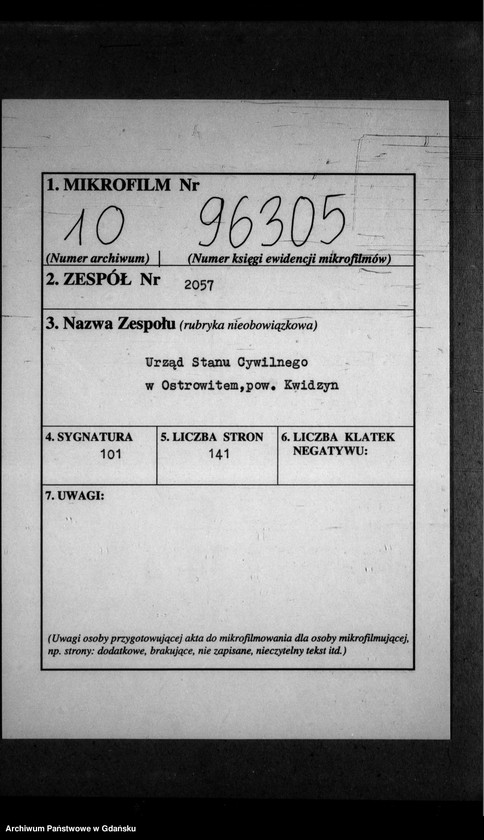 1. MIKROFILM Nr
10 96305
(Numer archiwum) (Numer księgi ewidencji mikrofilmów)
2. ZESPÓŁ Nr 2057
3. Nazwa Zespołu (rubryka nieobowiązkowa)
Urząd Stanu Cywilnego
w Ostrowitem,pow. Kwidzyn
4. SYGNATURA
101
5. LICZBA STRON
141
6. LICZBA KLATEK
NEGATYWU:
7. UWAGI:
(Uwagi osoby przygotowującej akta do mikrofilmowania dla osoby mikrofilmującej,
np. strony: dodatkowe, brakujące, nie zapisane, nieczytelny tekst itd.)
Archiwum Państwowe w Gdańsku